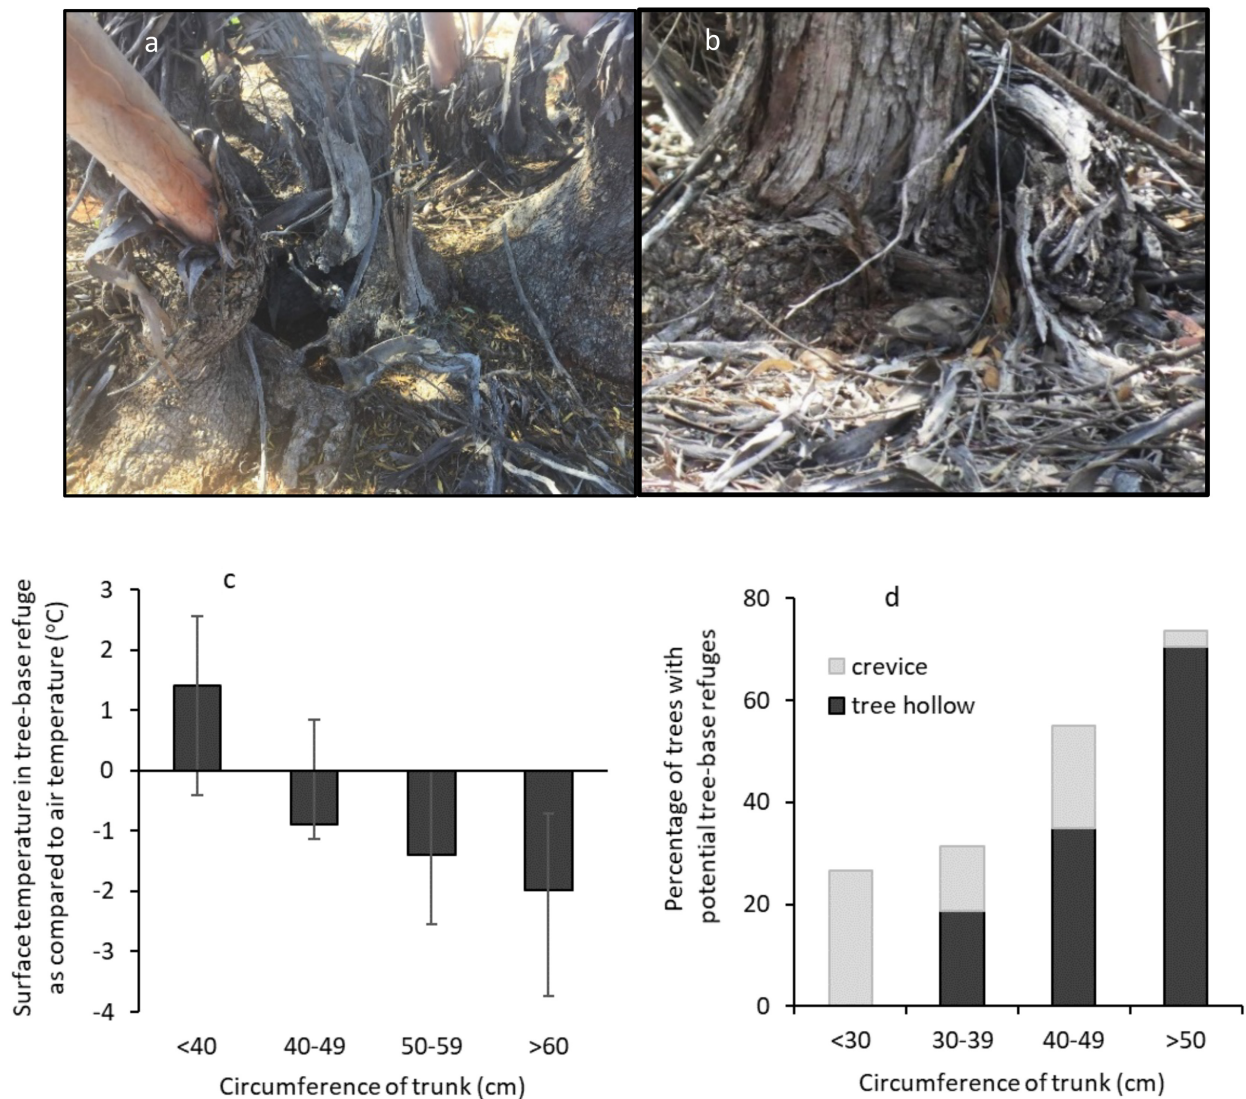 a
b
c
Surface temperature in tree-base refuge
as compared to air temperature (°C)
3
2
1
0
-1
-2
-3
-4
<40
40-49
50-59
>60
Circumference of trunk (cm)
d
Percentage of trees with
potential tree-base refuges
80
60
40
20
0
crevice
tree hollow
<30
30-39
40-49
>50
Circumference of trunk (cm)